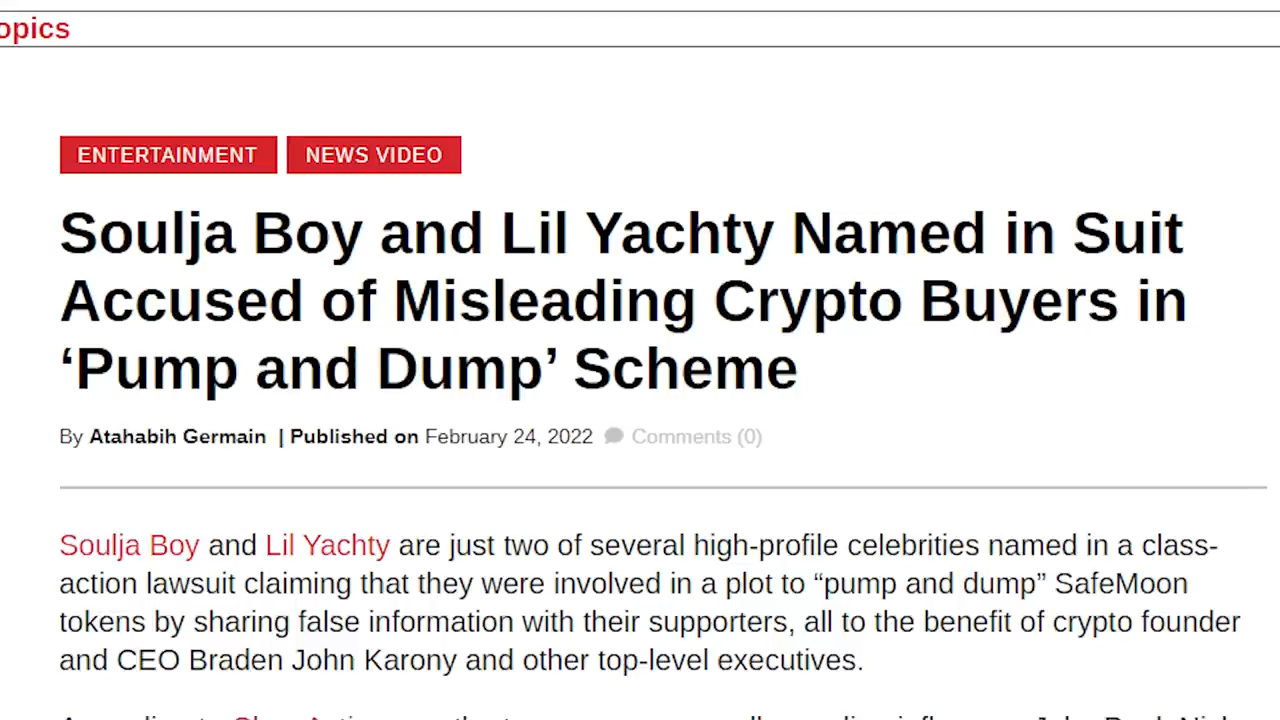 opics
ENTERTAINMENT NEWS VIDEO
Soulja Boy and Lil Yachty Named in Suit
Accused of Misleading Crypto Buyers in
‘Pump and Dump’ Scheme
By Atahabih Germain | Published on February 24, 2022 Comments (0)
Soulja Boy and Lil Yachty are just two of several high-profile celebrities named in a class-
action lawsuit claiming that they were involved in a plot to “pump and dump” SafeMoon
tokens by sharing false information with their supporters, all to the benefit of crypto founder
and CEO Braden John Karony and other top-level executives.